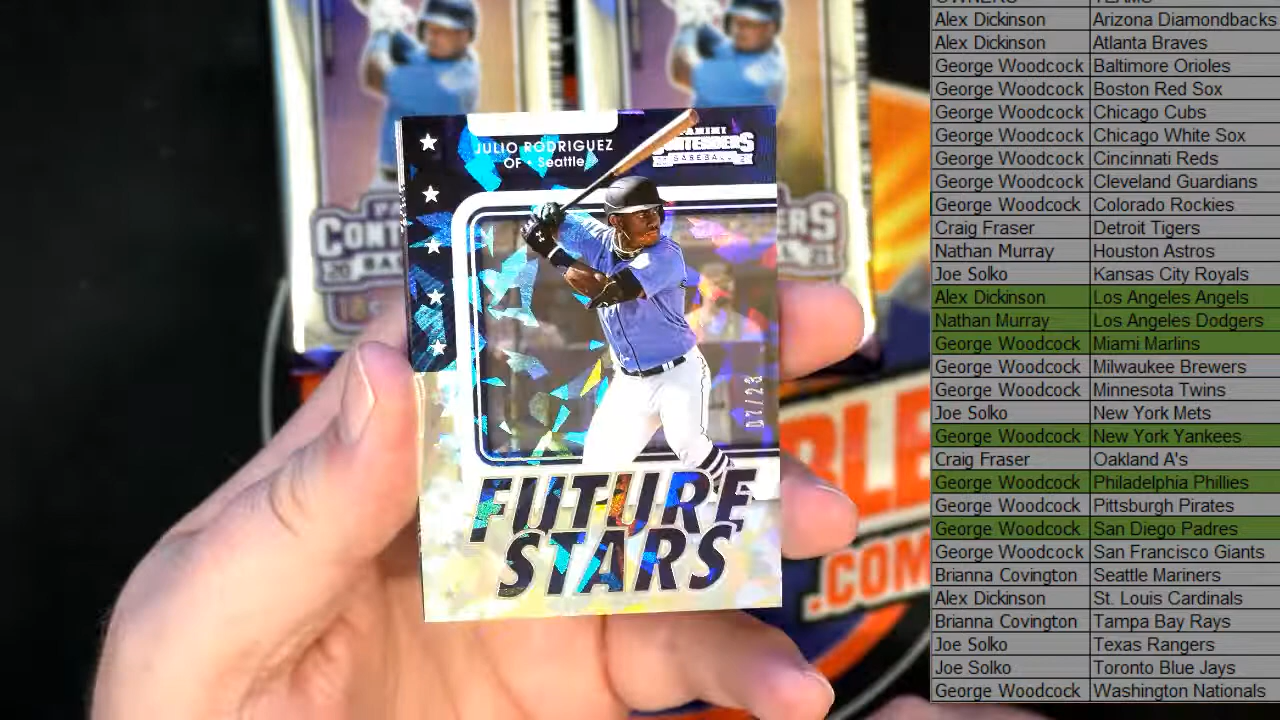 JULIO RODRIGUEZ
OF • Seattle
PANINI
CONTENDERS
BASEBALL
FUTURE
STARS
07/23
.COM
OWNERS TEAMS
Alex Dickinson Arizona Diamondbacks
Alex Dickinson Atlanta Braves
George Woodcock Baltimore Orioles
George Woodcock Boston Red Sox
George Woodcock Chicago Cubs
George Woodcock Chicago White Sox
George Woodcock Cincinnati Reds
George Woodcock Cleveland Guardians
George Woodcock Colorado Rockies
Craig Fraser Detroit Tigers
Nathan Murray Houston Astros
Joe Solko Kansas City Royals
Alex Dickinson Los Angeles Angels
Nathan Murray Los Angeles Dodgers
George Woodcock Miami Marlins
George Woodcock Milwaukee Brewers
George Woodcock Minnesota Twins
Joe Solko New York Mets
George Woodcock New York Yankees
Craig Fraser Oakland A's
George Woodcock Philadelphia Phillies
George Woodcock Pittsburgh Pirates
George Woodcock San Diego Padres
George Woodcock San Francisco Giants
Brianna Covington Seattle Mariners
Alex Dickinson St. Louis Cardinals
Brianna Covington Tampa Bay Rays
Joe Solko Texas Rangers
Joe Solko Toronto Blue Jays
George Woodcock Washington Nationals